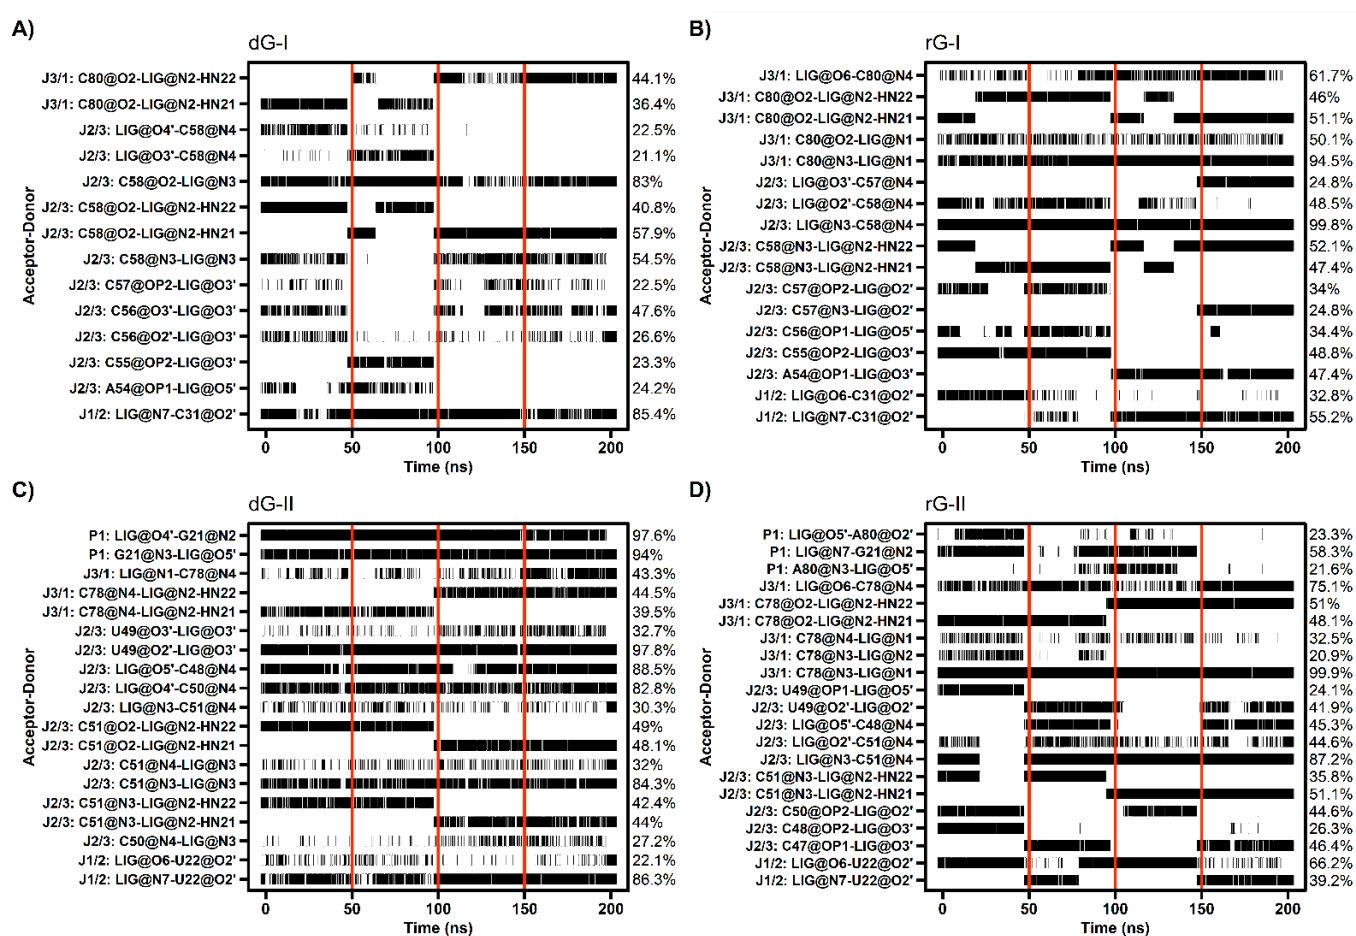 A)
dG-I
J3/1: C80@O2-LIG@N2-HN22 44.1%
J3/1: C80@O2-LIG@N2-HN21 36.4%
J2/3: LIG@O4'-C58@N4 22.5%
J2/3: LIG@O3'-C58@N4 21.1%
J2/3: C58@O2-LIG@N3 83%
J2/3: C58@O2-LIG@N2-HN22 40.8%
J2/3: C58@O2-LIG@N2-HN21 57.9%
J2/3: C58@N3-LIG@N3 54.5%
J2/3: C57@OP2-LIG@O3' 22.5%
J2/3: C56@O3'-LIG@O3' 47.6%
J2/3: C56@O2'-LIG@O3' 26.6%
J2/3: C55@OP2-LIG@O3' 23.3%
J2/3: A54@OP1-LIG@O5' 24.2%
J1/2: LIG@N7-C31@O2' 85.4%
Acceptor-Donor
0 50 100 150 200
Time (ns)
B)
rG-I
J3/1: LIG@O6-C80@N4 61.7%
J3/1: C80@O2-LIG@N2-HN22 46%
J3/1: C80@O2-LIG@N2-HN21 51.1%
J3/1: C80@O2-LIG@N1 50.1%
J3/1: C80@N3-LIG@N1 94.5%
J2/3: LIG@O3'-C57@N4 24.8%
J2/3: LIG@O2'-C58@N4 48.5%
J2/3: LIG@N3-C58@N4 99.8%
J2/3: C58@N3-LIG@N2-HN22 52.1%
J2/3: C58@N3-LIG@N2-HN21 47.4%
J2/3: C57@OP2-LIG@O2' 34%
J2/3: C57@N3-LIG@O2' 24.8%
J2/3: C56@OP1-LIG@O5' 34.4%
J2/3: C55@OP2-LIG@O3' 48.8%
J2/3: A54@OP1-LIG@O3' 47.4%
J1/2: LIG@O6-C31@O2' 32.8%
J1/2: LIG@N7-C31@O2' 55.2%
Acceptor-Donor
0 50 100 150 200
Time (ns)
C)
dG-II
P1: LIG@O4'-G21@N2 97.6%
P1: G21@N3-LIG@O5' 94%
J3/1: LIG@N1-C78@N4 43.3%
J3/1: C78@N4-LIG@N2-HN22 44.5%
J3/1: C78@N4-LIG@N2-HN21 39.5%
J2/3: U49@O3'-LIG@O3' 32.7%
J2/3: U49@O2'-LIG@O3' 97.8%
J2/3: LIG@O5'-C48@N4 88.5%
J2/3: LIG@O4'-C50@N4 82.8%
J2/3: LIG@N3-C51@N4 30.3%
J2/3: C51@O2-LIG@N2-HN22 49%
J2/3: C51@O2-LIG@N2-HN21 48.1%
J2/3: C51@N4-LIG@N3 32%
J2/3: C51@N3-LIG@N3 84.3%
J2/3: C51@N3-LIG@N2-HN22 42.4%
J2/3: C51@N3-LIG@N2-HN21 44%
J2/3: C50@N4-LIG@N3 27.2%
J1/2: LIG@O6-U22@O2' 22.1%
J1/2: LIG@N7-U22@O2' 86.3%
Acceptor-Donor
0 50 100 150 200
Time (ns)
D)
rG-II
P1: LIG@O5'-A80@O2' 23.3%
P1: LIG@N7-G21@N2 58.3%
P1: A80@N3-LIG@O5' 21.6%
J3/1: LIG@O6-C78@N4 75.1%
J3/1: C78@O2-LIG@N2-HN22 51%
J3/1: C78@O2-LIG@N2-HN21 48.1%
J3/1: C78@N4-LIG@N1 32.5%
J3/1: C78@N3-LIG@N2 20.9%
J3/1: C78@N3-LIG@N1 99.9%
J2/3: U49@OP1-LIG@O5' 24.1%
J2/3: U49@O2'-LIG@O2' 41.9%
J2/3: LIG@O5'-C48@N4 45.3%
J2/3: LIG@O2'-C51@N4 44.6%
J2/3: LIG@N3-C51@N4 87.2%
J2/3: C51@N3-LIG@N2-HN22 35.8%
J2/3: C51@N3-LIG@N2-HN21 51.1%
J2/3: C50@OP2-LIG@O2' 44.6%
J2/3: C48@OP2-LIG@O3' 26.3%
J2/3: C47@OP1-LIG@O3' 46.4%
J1/2: LIG@O6-U22@O2' 66.2%
J1/2: LIG@N7-U22@O2' 39.2%
Acceptor-Donor
0 50 100 150 200
Time (ns)